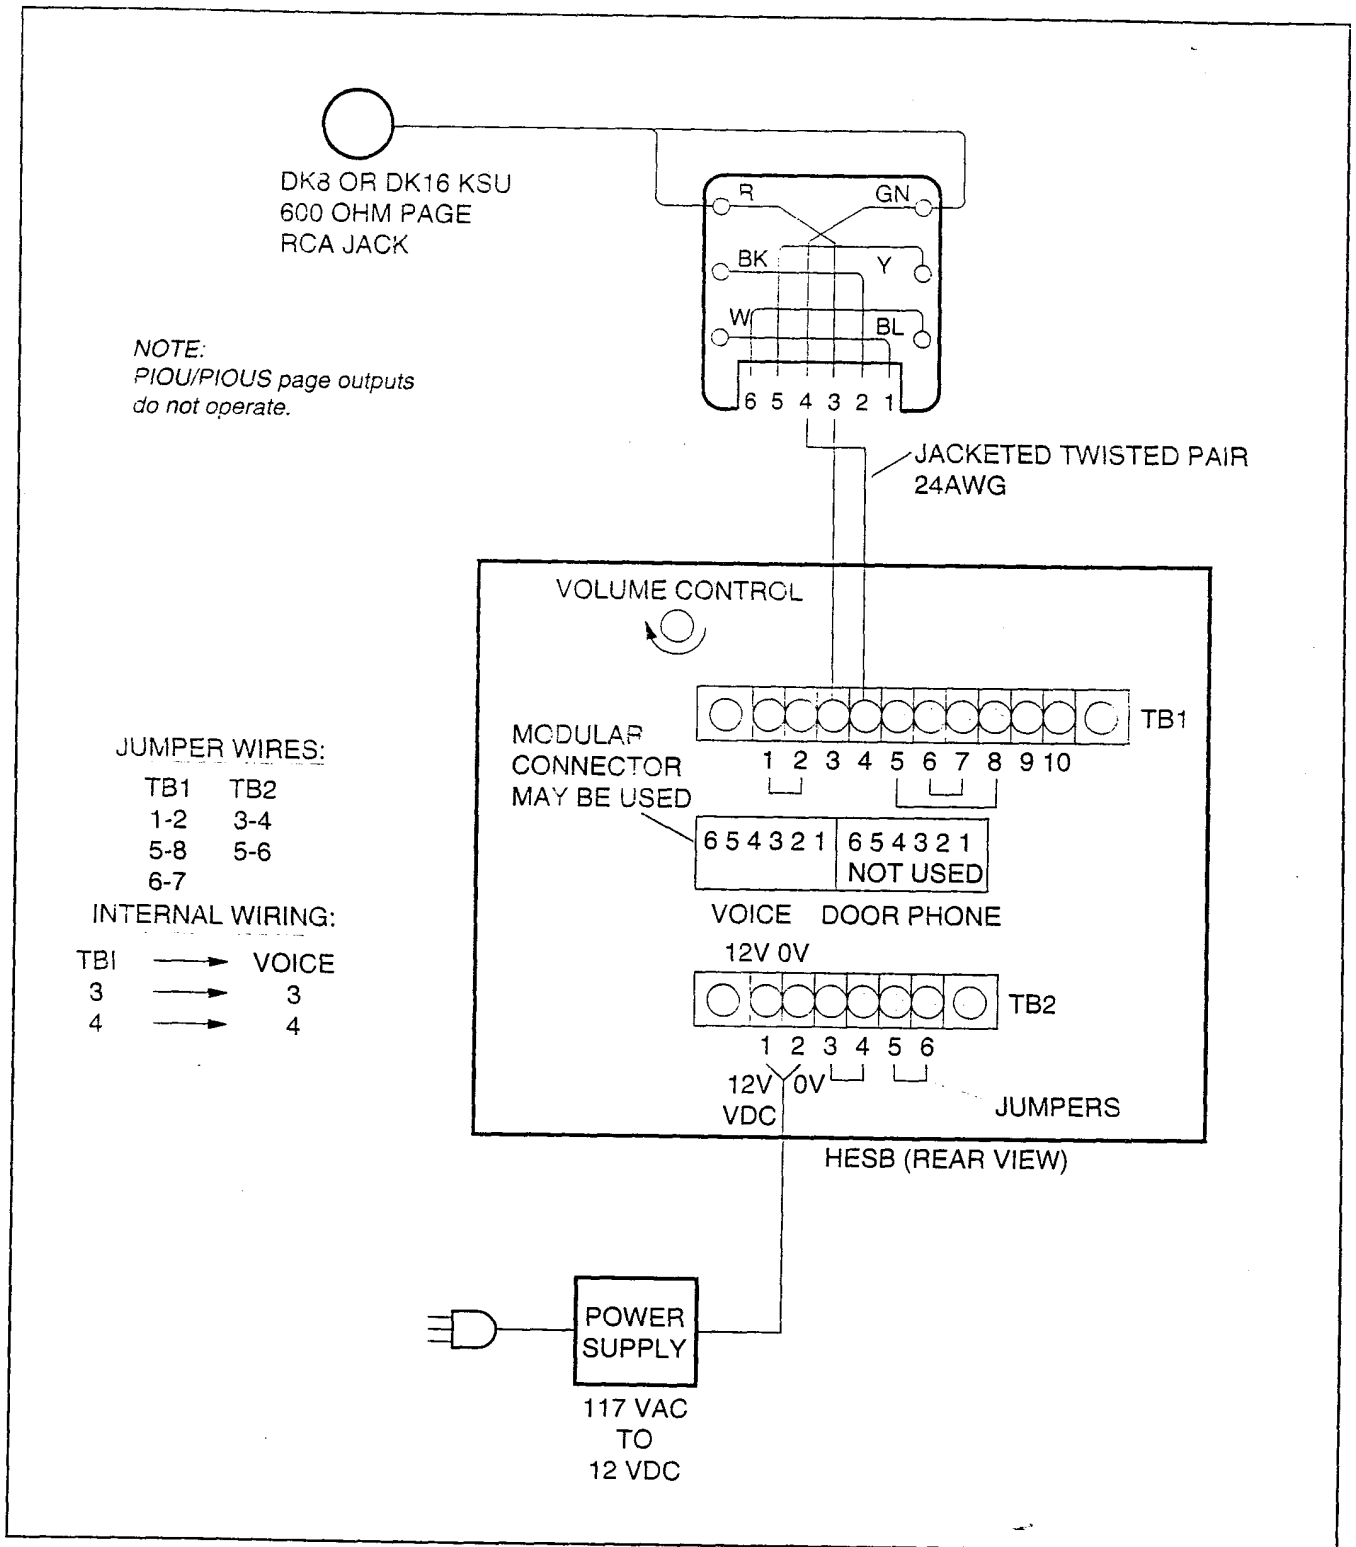 DK8 OR DK16 KSU
600 OHM PAGE
RCA JACK
R GN
BK Y
W BL
6 5 4 3 2 1
NOTE:
PIOU/PIOUS page outputs
do not operate.
JACKETED TWISTED PAIR
24AWG
VOLUME CONTROL
TB1
1 2 3 4 5 6 7 8 9 10
MODULAR
CONNECTOR
MAY BE USED
6 5 4 3 2 1 6 5 4 3 2 1
NOT USED
VOICE DOOR PHONE
12V 0V
TB2
1 2 3 4 5 6
12V 0V
VDC
JUMPERS
HESB (REAR VIEW)
JUMPER WIRES:
TB1 TB2
1-2 3-4
5-8 5-6
6-7
INTERNAL WIRING:
TBI VOICE
3 3
4 4
POWER
SUPPLY
117 VAC
TO
12 VDC